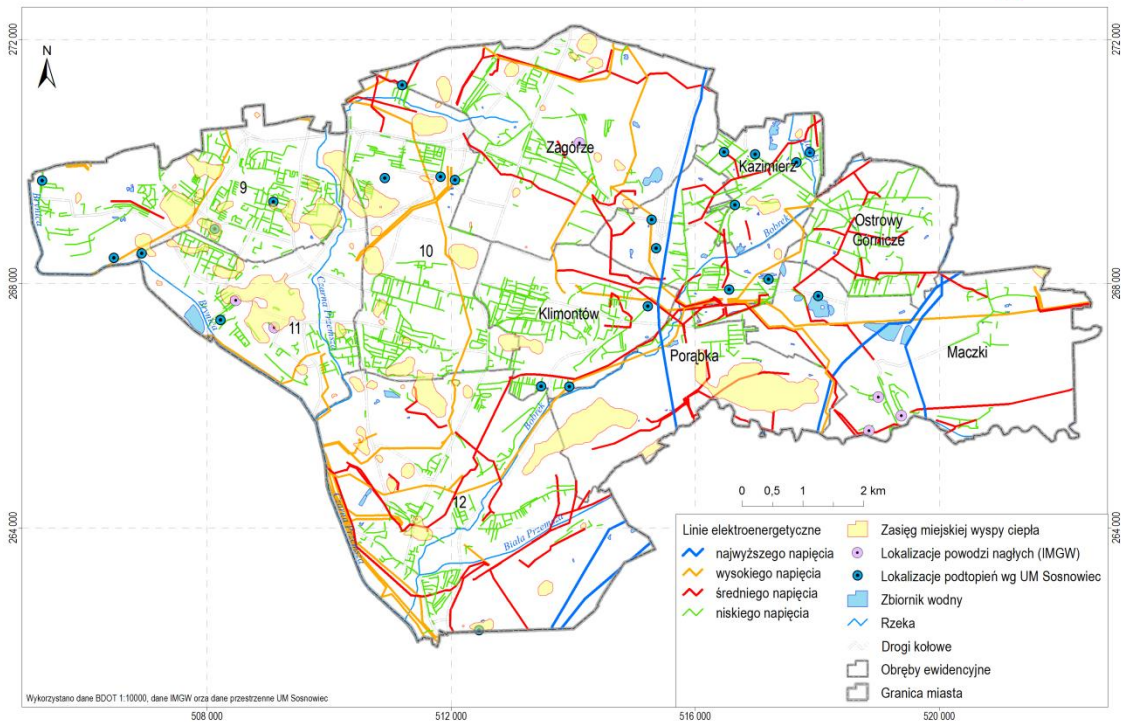 272 000
272 000
N
Zagórze
Kazimierz
9
Brynica
Bobrek
Ostrowy
Górnicze
10
268 000
268 000
Czarna Przemsza
Brynica
11
Klimontów
Porąbka
Maczki
Bobrek
12
0 0,5 1 2 km
264 000
264 000
Czarna Przemsza
Biała Przemsza
Linie elektroenergetyczne
najwyższego napięcia
wysokiego napięcia
średniego napięcia
niskiego napięcia
Zasięg miejskiej wyspy ciepła
Lokalizacje powodzi nagłych (IMGW)
Lokalizacje podtopień wg UM Sosnowiec
Zbiornik wodny
Rzeka
Drogi kołowe
Obręby ewidencyjne
Granica miasta
Wykorzystano dane BDOT 1:10000, dane IMGW orza dane przestrzenne UM Sosnowiec
508 000
512 000
516 000
520 000